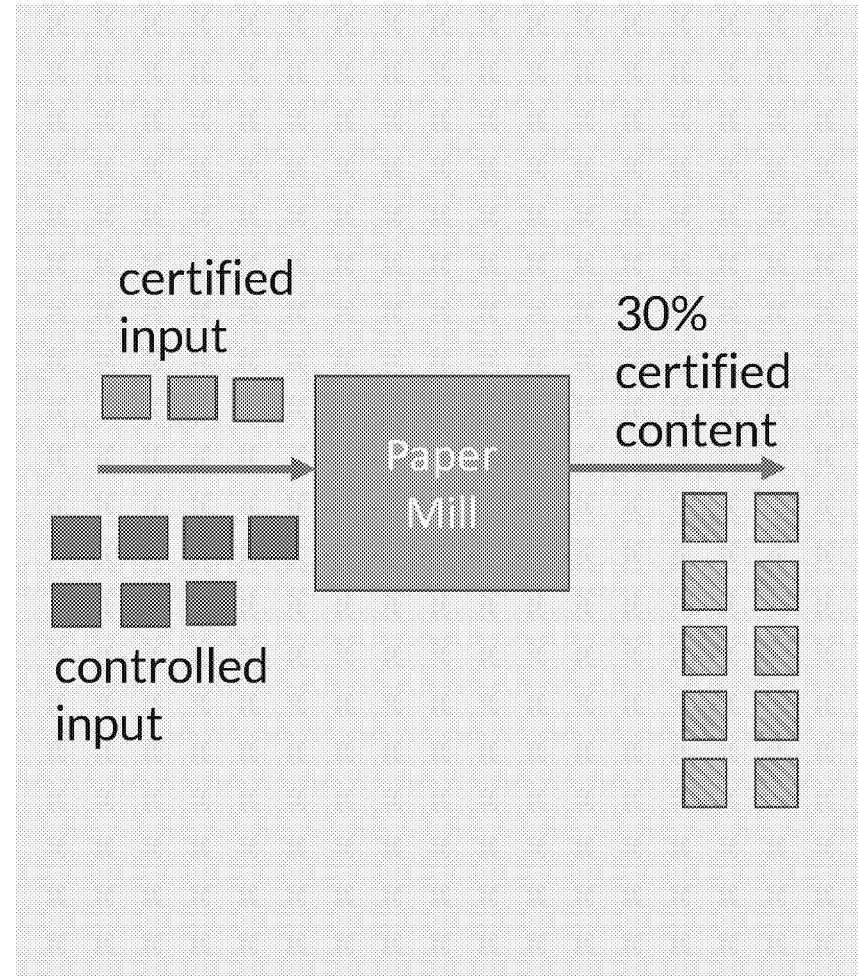 certified
input
30%
certified
content
Paper
Mill
controlled
input